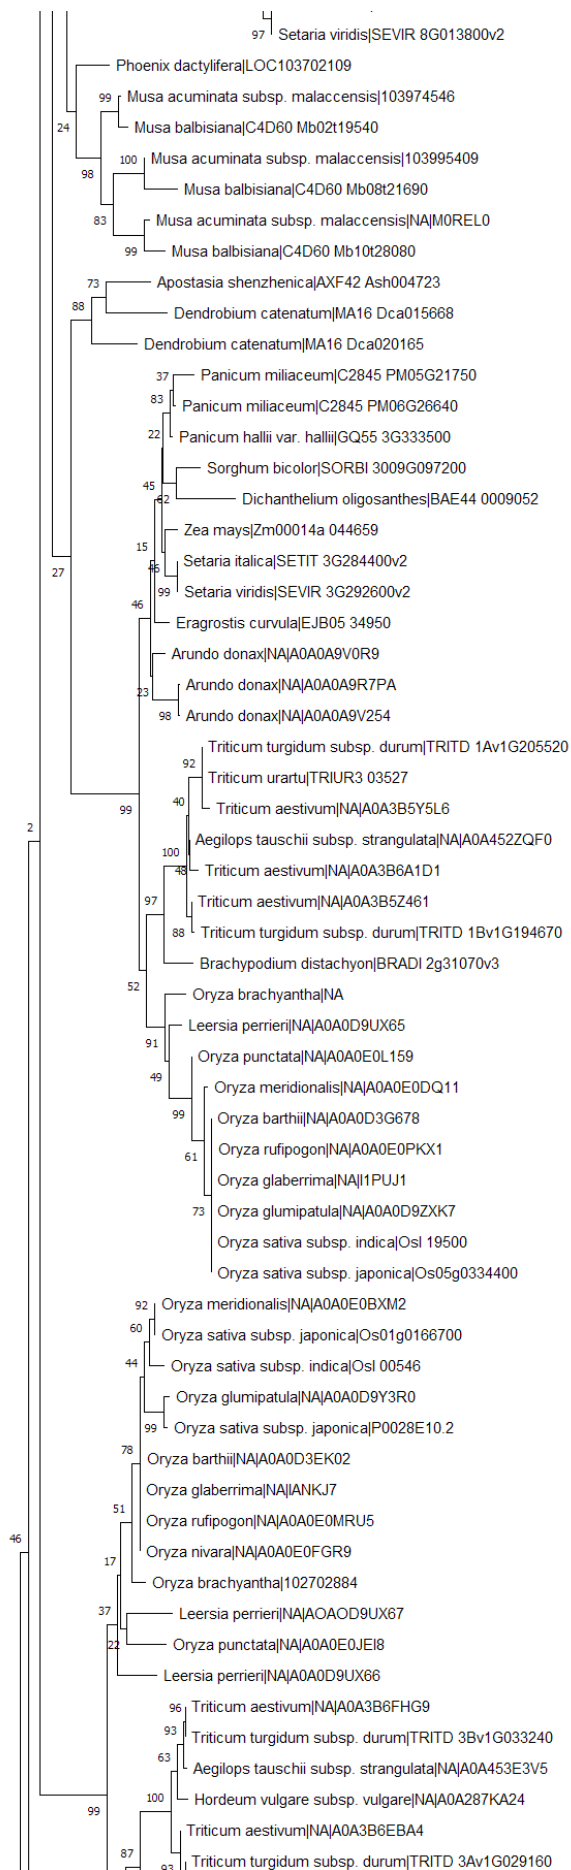 97
Setaria viridis|SEVIR 8G013800v2
Phoenix dactylifera|LOC103702109
99
Musa acuminata subsp. malaccensis|103974546
24
Musa balbisiana|C4D60 Mb02t19540
100
Musa acuminata subsp. malaccensis|103995409
98
Musa balbisiana|C4D60 Mb08t21690
83
Musa acuminata subsp. malaccensis|NA|M0REL0
99
Musa balbisiana|C4D60 Mb10t28080
73
Apostasia shenzhenica|AXF42 Ash004723
88
Dendrobium catenatum|MA16 Dca015668
Dendrobium catenatum|MA16 Dca020165
37
Panicum miliaceum|C2845 PM05G21750
83
Panicum miliaceum|C2845 PM06G26640
22
Panicum hallii var. hallii|GQ55 3G333500
Sorghum bicolor|SORBI 3009G097200
45
62
Dichanthelium oligosanthes|BAE44 0009052
Zea mays|Zm00014a 044659
15
46
Setaria italica|SETIT 3G284400v2
27
99
Setaria viridis|SEVIR 3G292600v2
46
Eragrostis curvula|EJB05 34950
Arundo donax|NA|A0A0A9V0R9
23
Arundo donax|NA|A0A0A9R7PA
98
Arundo donax|NA|A0A0A9V254
Triticum turgidum subsp. durum|TRITD 1Av1G205520
92
Triticum urartu|TRIUR3 03527
40
99
Triticum aestivum|NA|A0A3B5Y5L6
2
Aegilops tauschii subsp. strangulata|NA|A0A452ZQF0
100
48
Triticum aestivum|NA|A0A3B6A1D1
97
Triticum aestivum|NA|A0A3B5Z461
88
Triticum turgidum subsp. durum|TRITD 1Bv1G194670
Brachypodium distachyon|BRADI 2g31070v3
52
Oryza brachyantha|NA
Leersia perrieri|NA|A0A0D9UX65
91
Oryza punctata|NA|A0A0E0L159
49
Oryza meridionalis|NA|A0A0E0DQ11
99
Oryza barthii|NA|A0A0D3G678
Oryza rufipogon|NA|A0A0E0PKX1
61
Oryza glaberrima|NA|I1PUJ1
73
Oryza glumipatula|NA|A0A0D9ZXK7
Oryza sativa subsp. indica|OsI 19500
Oryza sativa subsp. japonica|Os05g0334400
92
Oryza meridionalis|NA|A0A0E0BXM2
60
Oryza sativa subsp. japonica|Os01g0166700
44
Oryza sativa subsp. indica|OsI 00546
Oryza glumipatula|NA|A0A0D9Y3R0
99
Oryza sativa subsp. japonica|P0028E10.2
78
Oryza barthii|NA|A0A0D3EK02
Oryza glaberrima|NA|IANKJ7
51
Oryza rufipogon|NA|A0A0E0MRU5
46
Oryza nivara|NA|A0A0E0FGR9
17
Oryza brachyantha|102702884
37
Leersia perrieri|NA|AOAOD9UX67
22
Oryza punctata|NA|A0A0E0JEI8
Leersia perrieri|NA|A0A0D9UX66
96
Triticum aestivum|NA|A0A3B6FHG9
93
Triticum turgidum subsp. durum|TRITD 3Bv1G033240
63
Aegilops tauschii subsp. strangulata|NA|A0A453E3V5
100
Hordeum vulgare subsp. vulgare|NA|A0A287KA24
99
Triticum aestivum|NA|A0A3B6EBA4
87
93
Triticum turgidum subsp. durum|TRITD 3Av1G029160